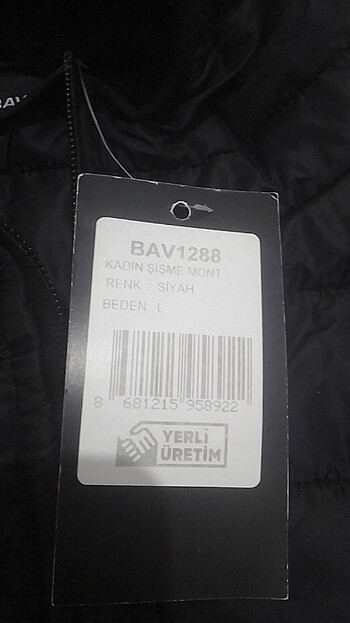 BAV1288
KADIN ŞİŞME MONT
RENK SİYAH
BEDEN L
8 681215 958922
YERLİ
ÜRETİM